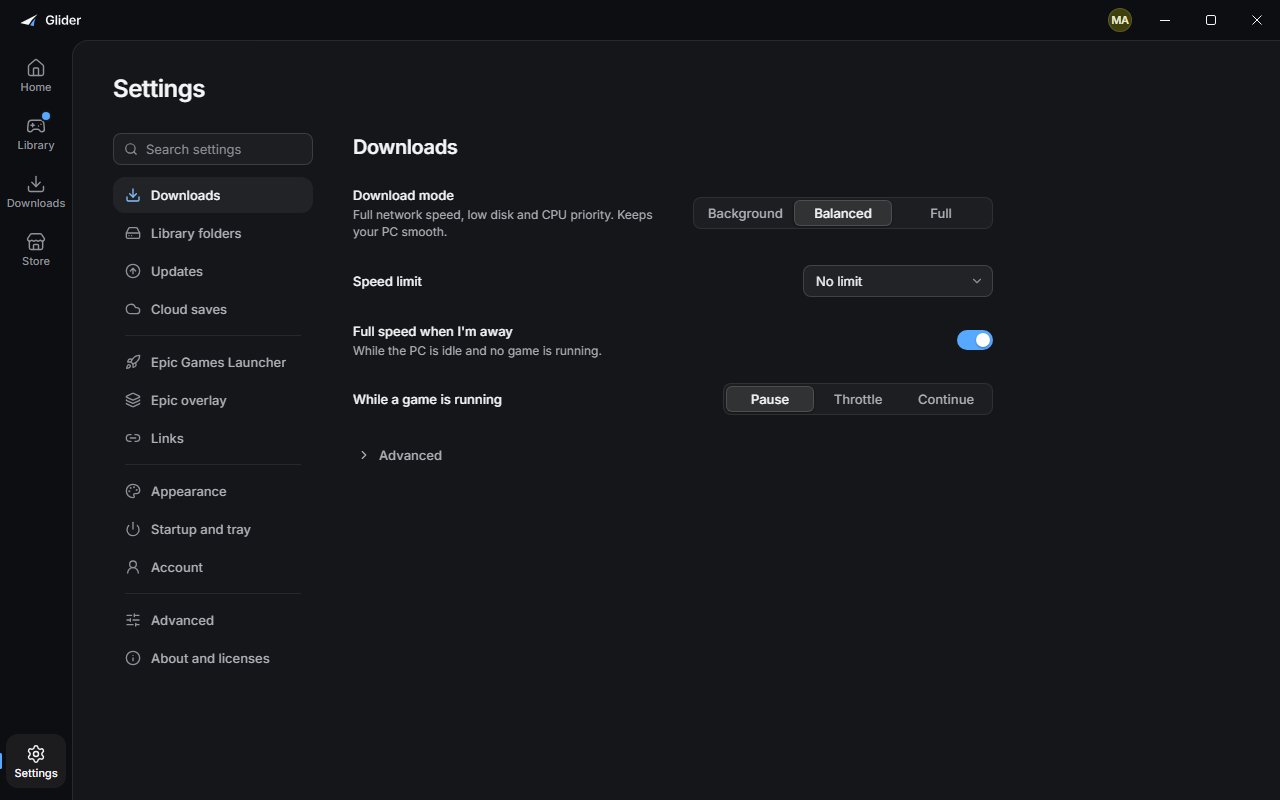 Glider
MA
Home
Library
Downloads
Store
Settings
Settings
Search settings
Downloads
Library folders
Updates
Cloud saves
Epic Games Launcher
Epic overlay
Links
Appearance
Startup and tray
Account
Advanced
About and licenses
Downloads
Download mode
Full network speed, low disk and CPU priority. Keeps
your PC smooth.
Background Balanced Full
Speed limit
No limit
Full speed when I'm away
While the PC is idle and no game is running.
While a game is running
Pause Throttle Continue
Advanced